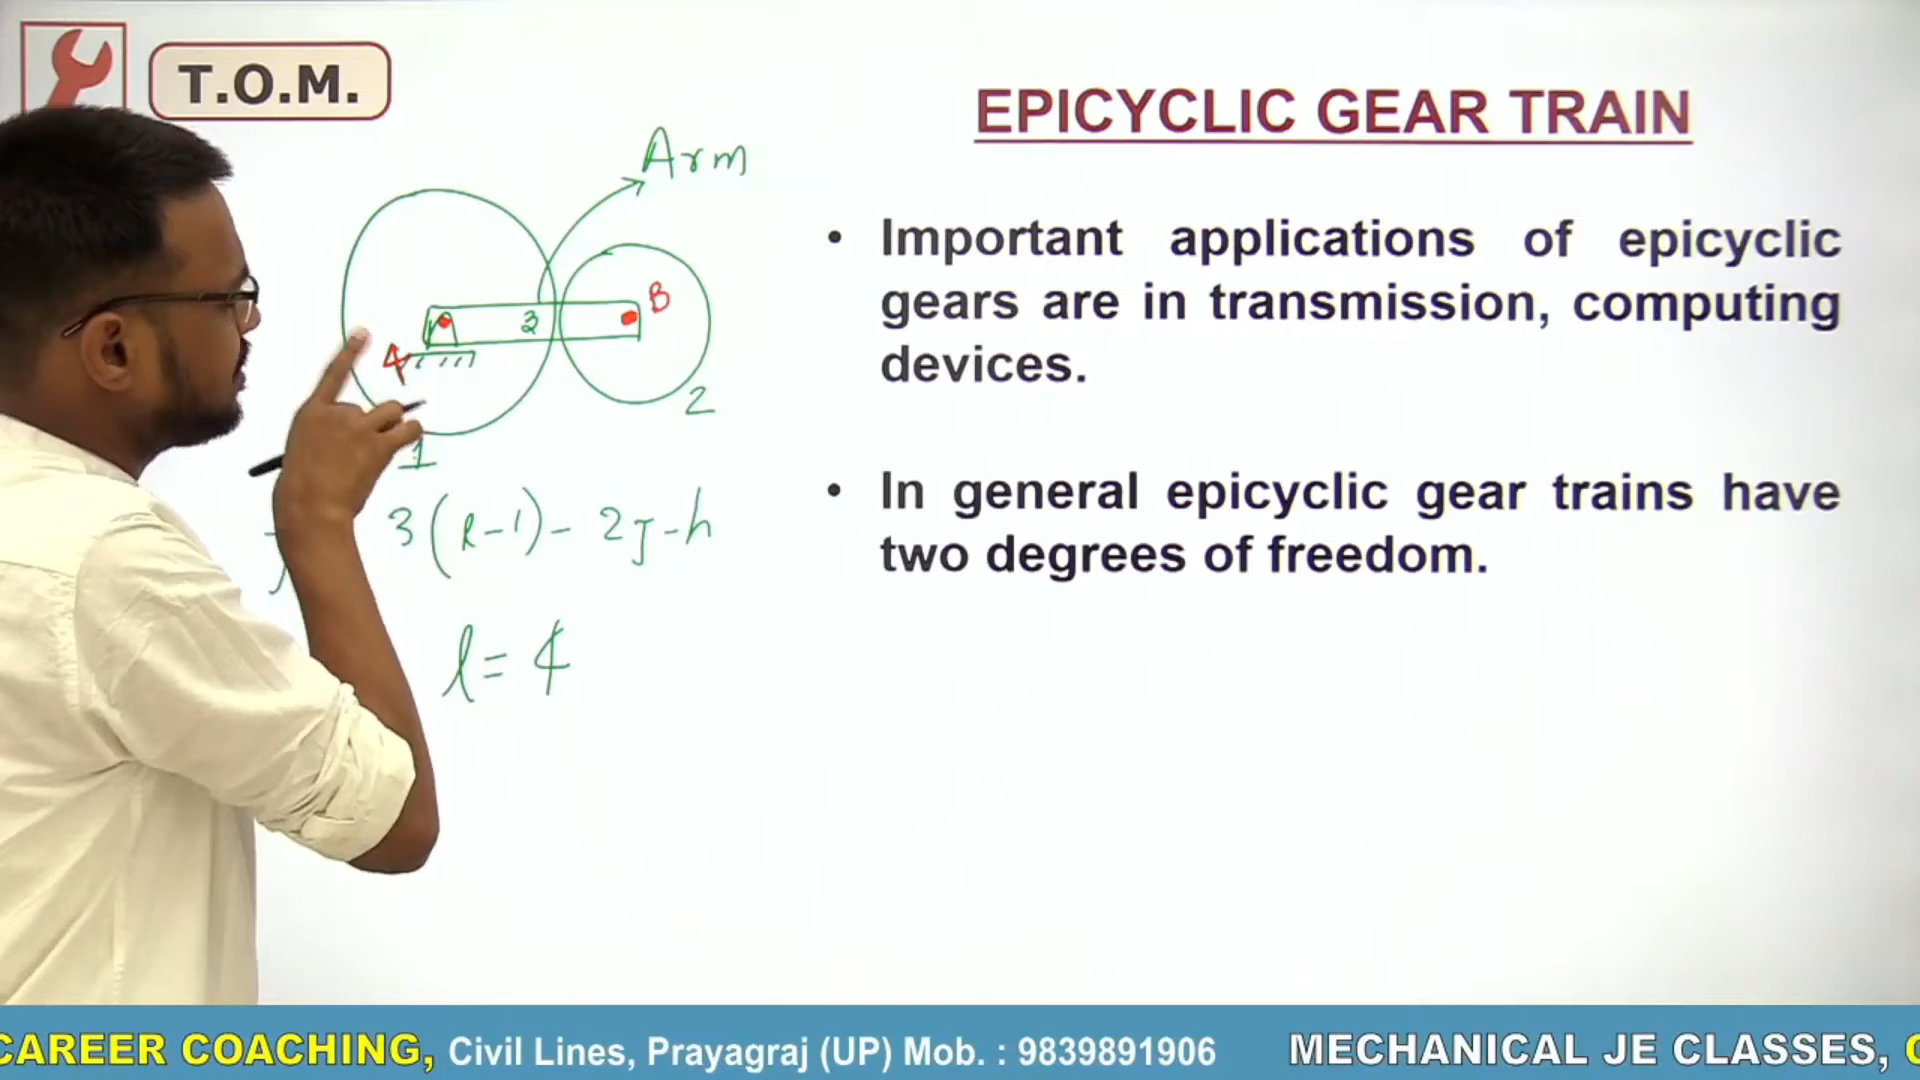 T.O.M.
EPICYCLIC GEAR TRAIN
Arm
B
3
4
2
1
f 3(l-1)-2j-h
l=4
• Important applications of epicyclic
gears are in transmission, computing
devices.
• In general epicyclic gear trains have
two degrees of freedom.
CAREER COACHING, Civil Lines, Prayagraj (UP) Mob. : 9839891906 MECHANICAL JE CLASSES, C